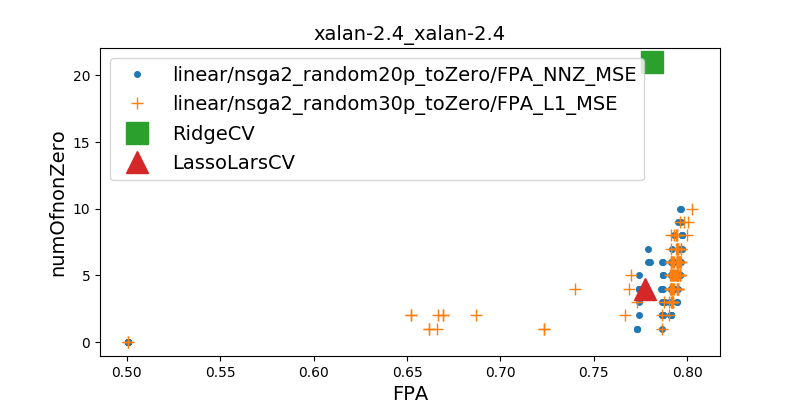 xalan-2.4_xalan-2.4
linear/nsga2_random20p_toZero/FPA_NNZ_MSE
linear/nsga2_random30p_toZero/FPA_L1_MSE
RidgeCV
LassoLarsCV
numOfnonZero
20
15
10
5
0
0.50
0.55
0.60
0.65
0.70
0.75
0.80
FPA